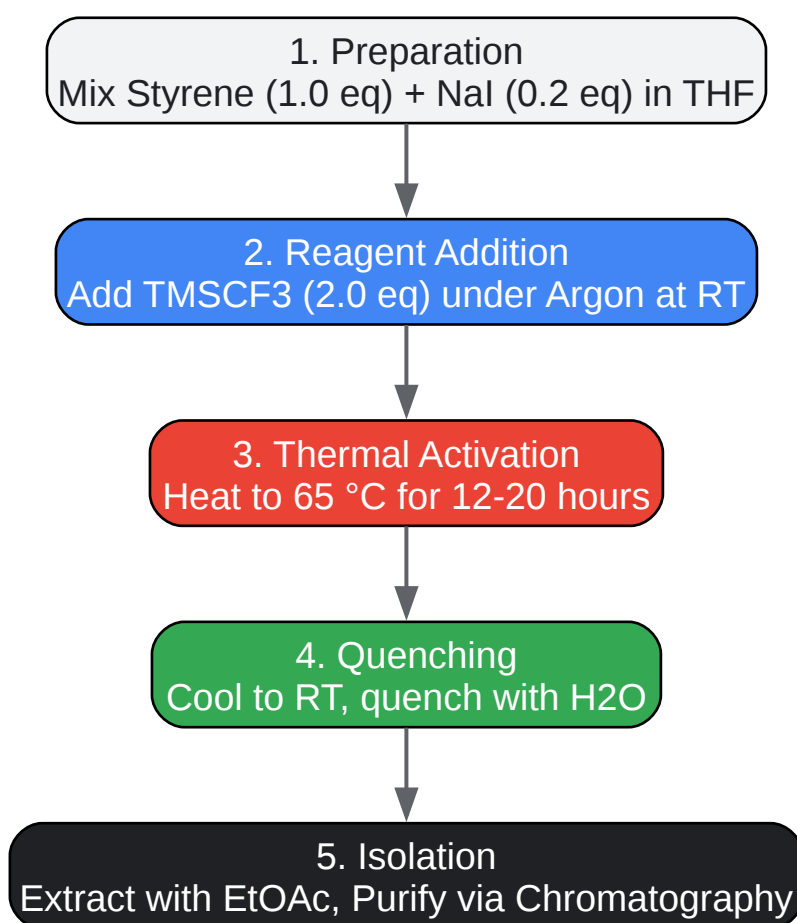 1. Preparation
Mix Styrene (1.0 eq) + NaI (0.2 eq) in THF
2. Reagent Addition
Add TMSCF3 (2.0 eq) under Argon at RT
3. Thermal Activation
Heat to 65 °C for 12-20 hours
4. Quenching
Cool to RT, quench with H2O
5. Isolation
Extract with EtOAc, Purify via Chromatography